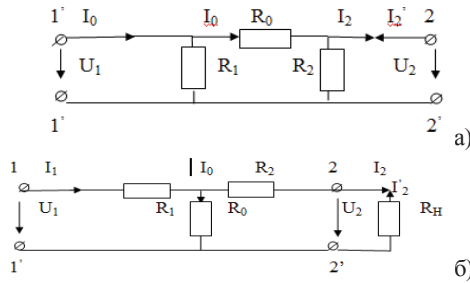 1' I₀ I₀ R₀ I₂ I₂' 2
U₁ R₁ R₂ U₂
1' 2'
а)
1 I₁ I₀ R₂ 2 I₂
I'₂
U₁ R₁ R₀ U₂ R_Н
1' 2' б)